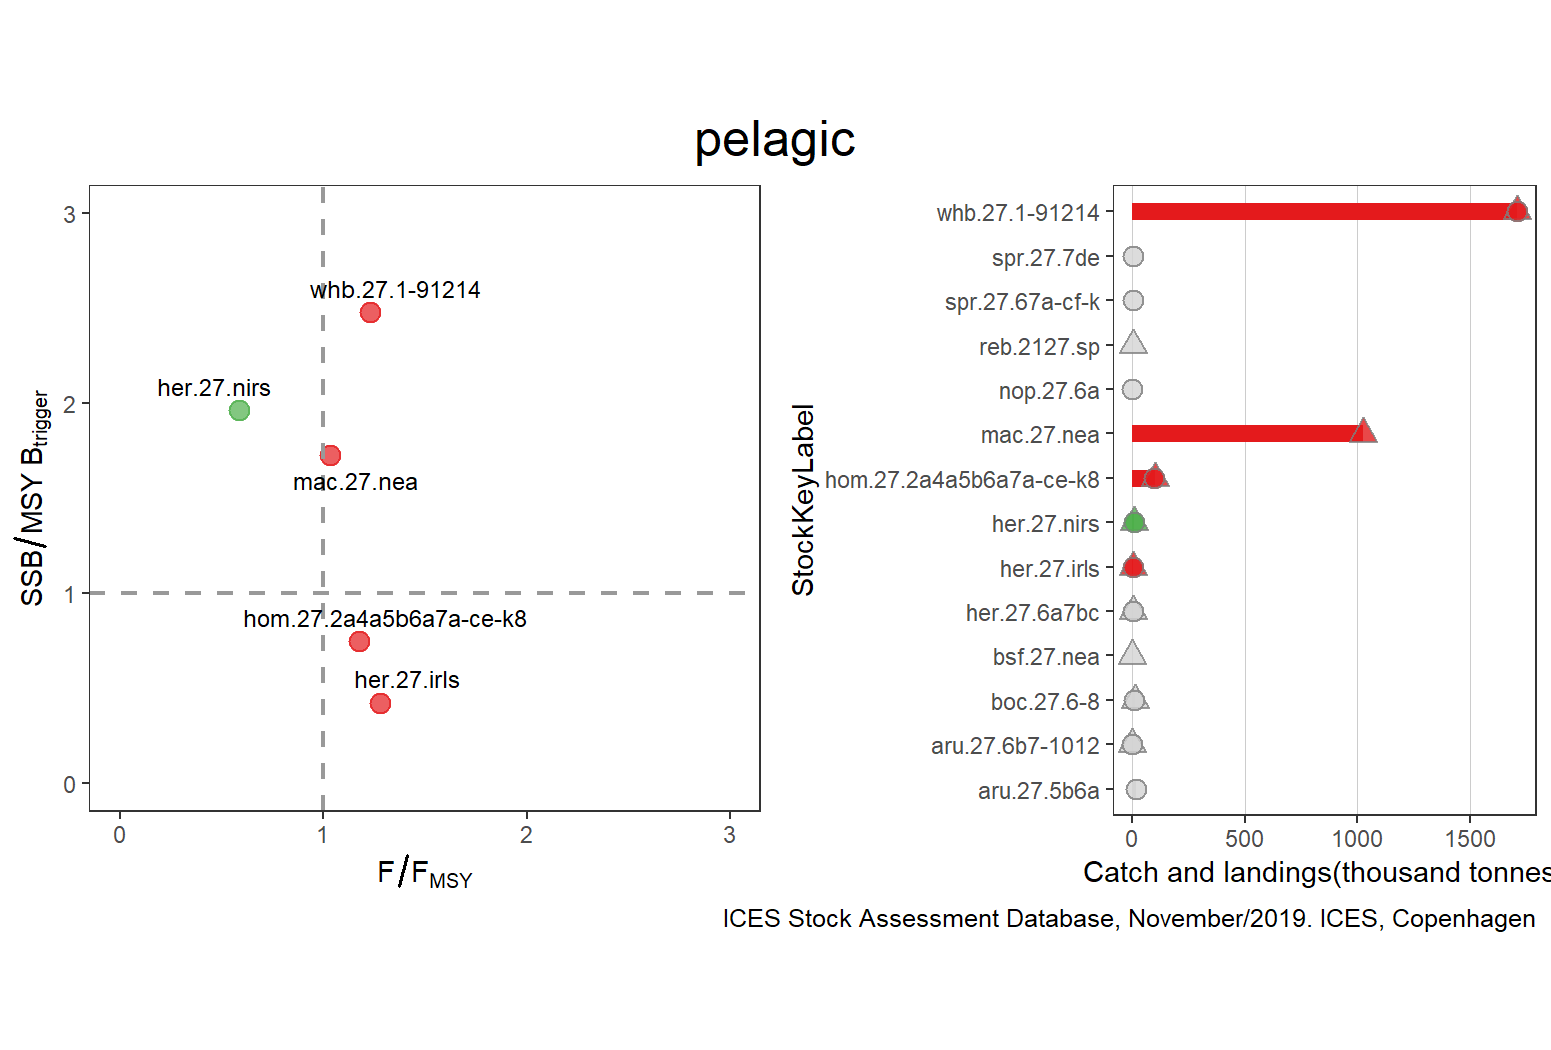 pelagic
3
2
1
0
SSB/MSY Btrigger
whb.27.1-91214
her.27.nirs
mac.27.nea
hom.27.2a4a5b6a7a-ce-k8
her.27.irls
0 1 2 3
F/FMSY
StockKeyLabel
whb.27.1-91214
spr.27.7de
spr.27.67a-cf-k
reb.2127.sp
nop.27.6a
mac.27.nea
hom.27.2a4a5b6a7a-ce-k8
her.27.nirs
her.27.irls
her.27.6a7bc
bsf.27.nea
boc.27.6-8
aru.27.6b7-1012
aru.27.5b6a
0 500 1000 1500
Catch and landings(thousand tonnes
ICES Stock Assessment Database, November/2019. ICES, Copenhagen